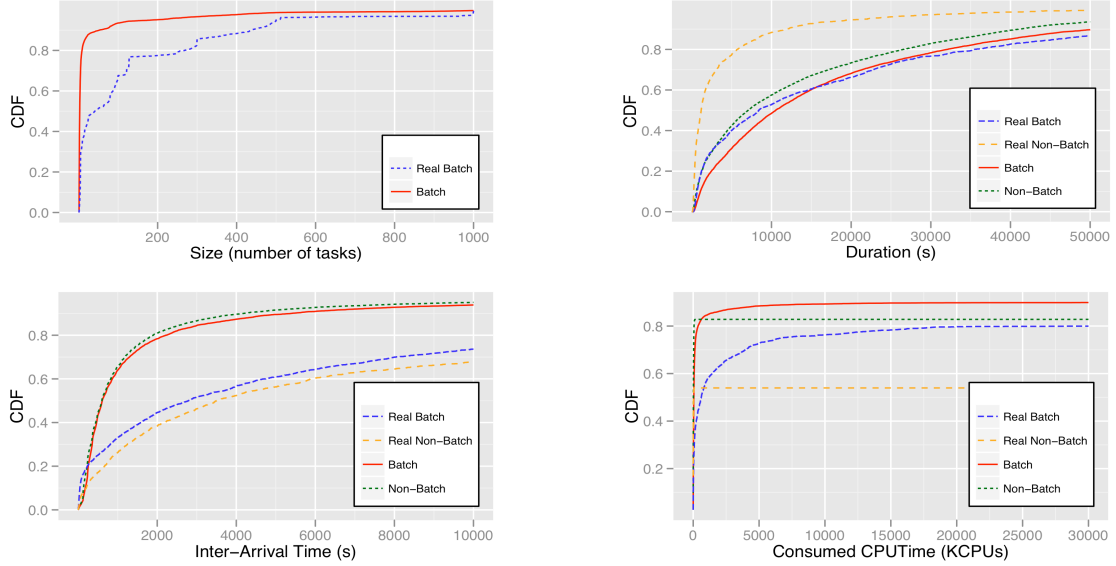 CDF
0.8
0.6
0.4
0.2
0.0
200 400 600 800 1000
Size (number of tasks)
Real Batch
Batch
CDF
0.8
0.6
0.4
0.2
0.0
10000 20000 30000 40000 50000
Duration (s)
Real Batch
Real Non−Batch
Batch
Non−Batch
CDF
0.8
0.6
0.4
0.2
0.0
2000 4000 6000 8000 10000
Inter−Arrival Time (s)
Real Batch
Real Non−Batch
Batch
Non−Batch
CDF
0.8
0.6
0.4
0.2
0 5000 10000 15000 20000 25000 30000
Consumed CPUTime (KCPUs)
Real Batch
Real Non−Batch
Batch
Non−Batch